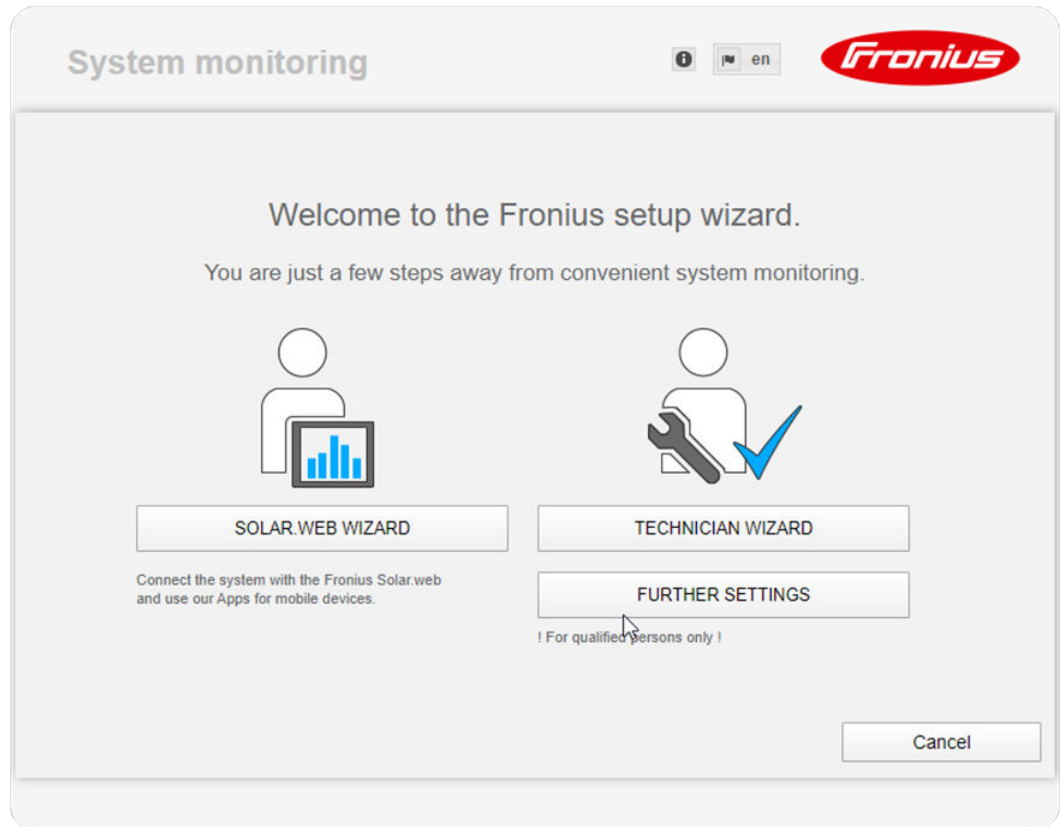 System monitoring
en
Fronius
Welcome to the Fronius setup wizard.
You are just a few steps away from convenient system monitoring.
SOLAR.WEB WIZARD
TECHNICIAN WIZARD
Connect the system with the Fronius Solar.web
and use our Apps for mobile devices.
FURTHER SETTINGS
! For qualified persons only !
Cancel